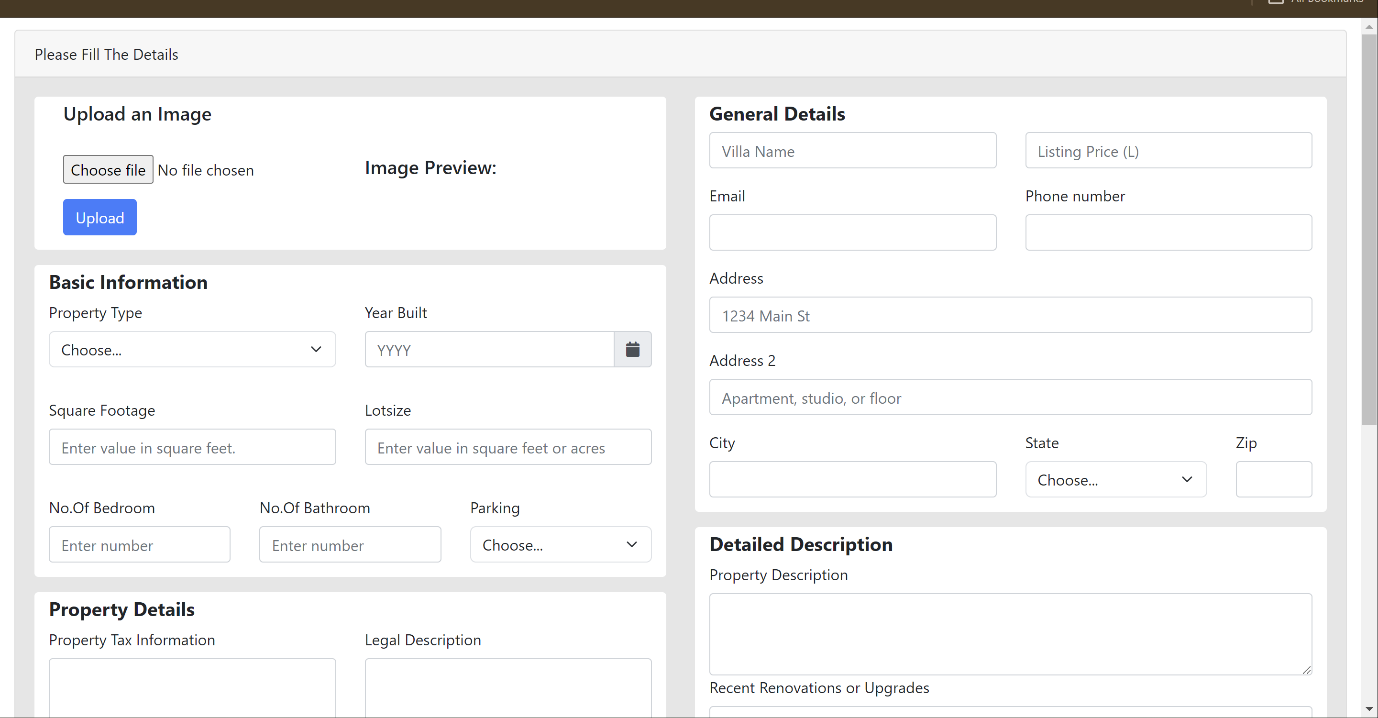 All Bookmarks
Please Fill The Details
Upload an Image
Choose file No file chosen
Image Preview:
Upload
Basic Information
Property Type
Year Built
Choose...
YYYY
Square Footage
Lotsize
Enter value in square feet.
Enter value in square feet or acres
No.Of Bedroom
No.Of Bathroom
Parking
Enter number
Enter number
Choose...
Property Details
Property Tax Information
Legal Description
General Details
Villa Name
Listing Price (L)
Email
Phone number
Address
1234 Main St
Address 2
Apartment, studio, or floor
City
State
Zip
Choose...
Detailed Description
Property Description
Recent Renovations or Upgrades